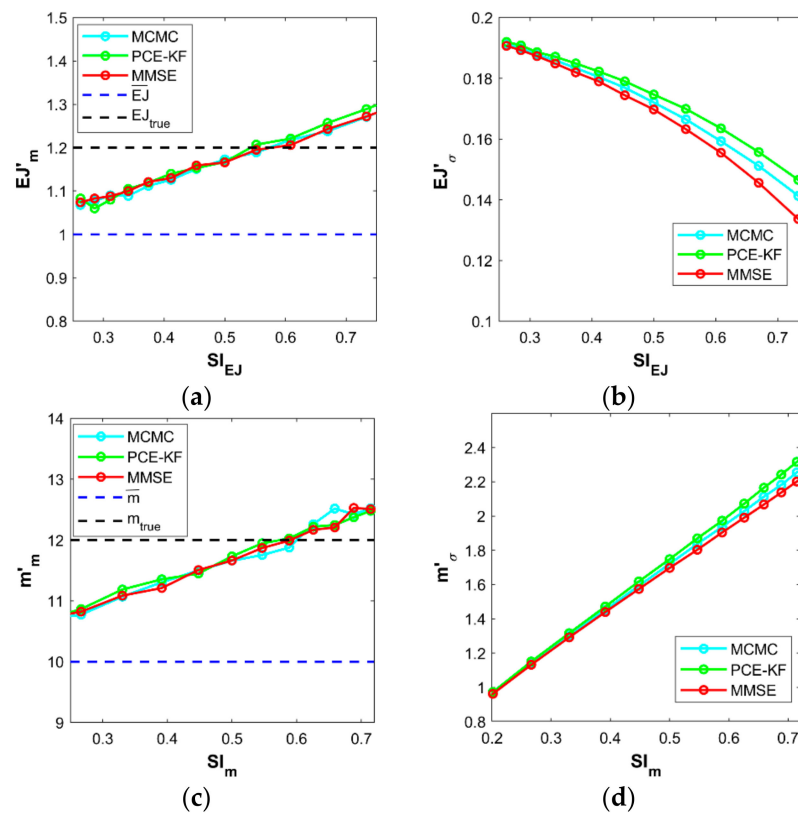 1.5
1.4
1.3
1.2
1.1
1
0.9
0.8
EJ'm
MCMC
PCE-KF
MMSE
EJ
EJtrue
0.3 0.4 0.5 0.6 0.7
SIEJ
(a)
0.2
0.18
0.16
0.14
0.12
0.1
EJ'σ
MCMC
PCE-KF
MMSE
0.3 0.4 0.5 0.6 0.7
SIEJ
(b)
14
13
12
11
10
9
m'm
MCMC
PCE-KF
MMSE
m
mtrue
0.3 0.4 0.5 0.6 0.7
SIm
(c)
2.4
2.2
2
1.8
1.6
1.4
1.2
1
0.8
m'σ
MCMC
PCE-KF
MMSE
0.2 0.3 0.4 0.5 0.6 0.7
SIm
(d)